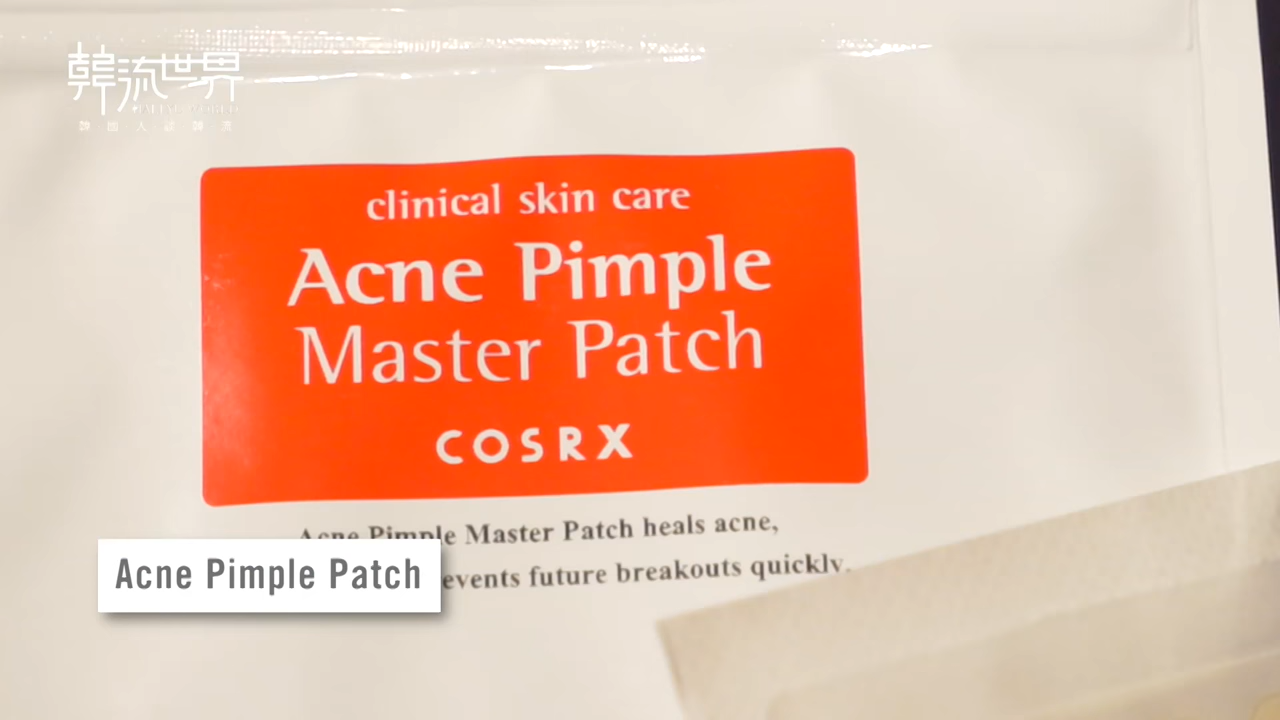 韓流世界
clinical skin care
Acne Pimple
Master Patch
COSRX
Acne Pimple Master Patch heals acne,
future breakouts quickly.
Acne Pimple Patch